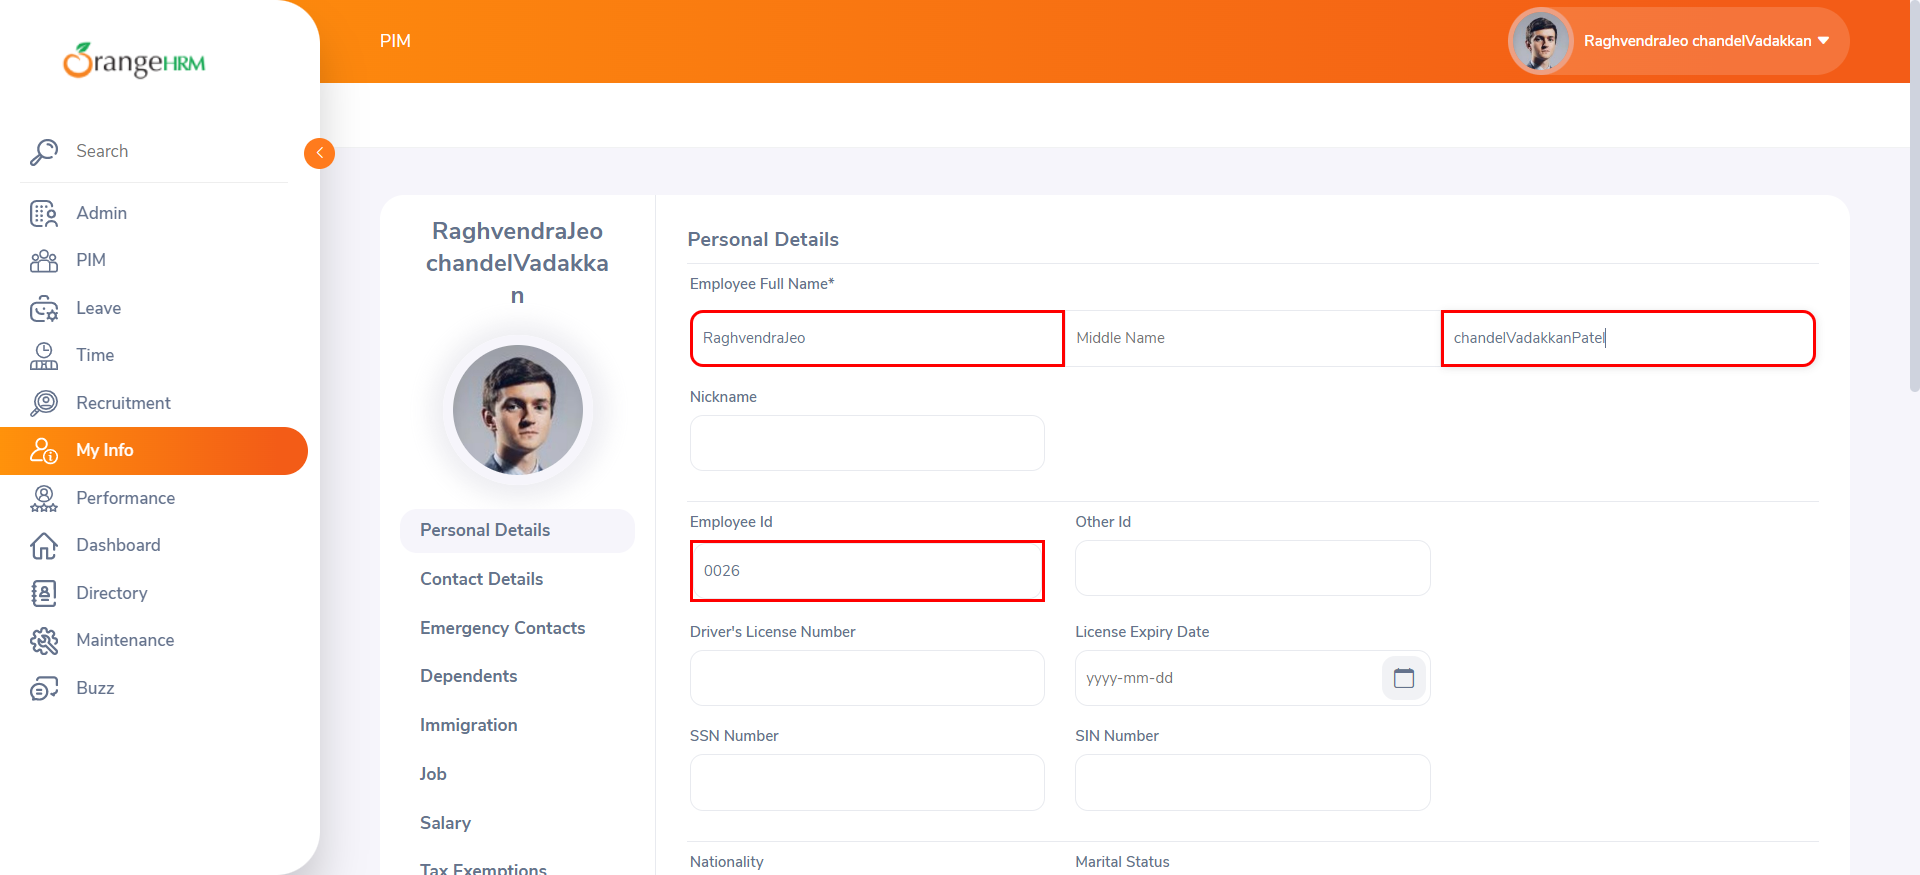 OrangeHRM
PIM
RaghvendraJeo chandelVadakkan
Search
Admin
PIM
Leave
Time
Recruitment
My Info
Performance
Dashboard
Directory
Maintenance
Buzz
RaghvendraJeo
chandelVadakka
n
Personal Details
Contact Details
Emergency Contacts
Dependents
Immigration
Job
Salary
Tax Exemptions
Personal Details
Employee Full Name*
RaghvendraJeo Middle Name chandelVadakkanPatel
Nickname
Employee Id Other Id
0026
Driver's License Number License Expiry Date
yyyy-mm-dd
SSN Number SIN Number
Nationality Marital Status